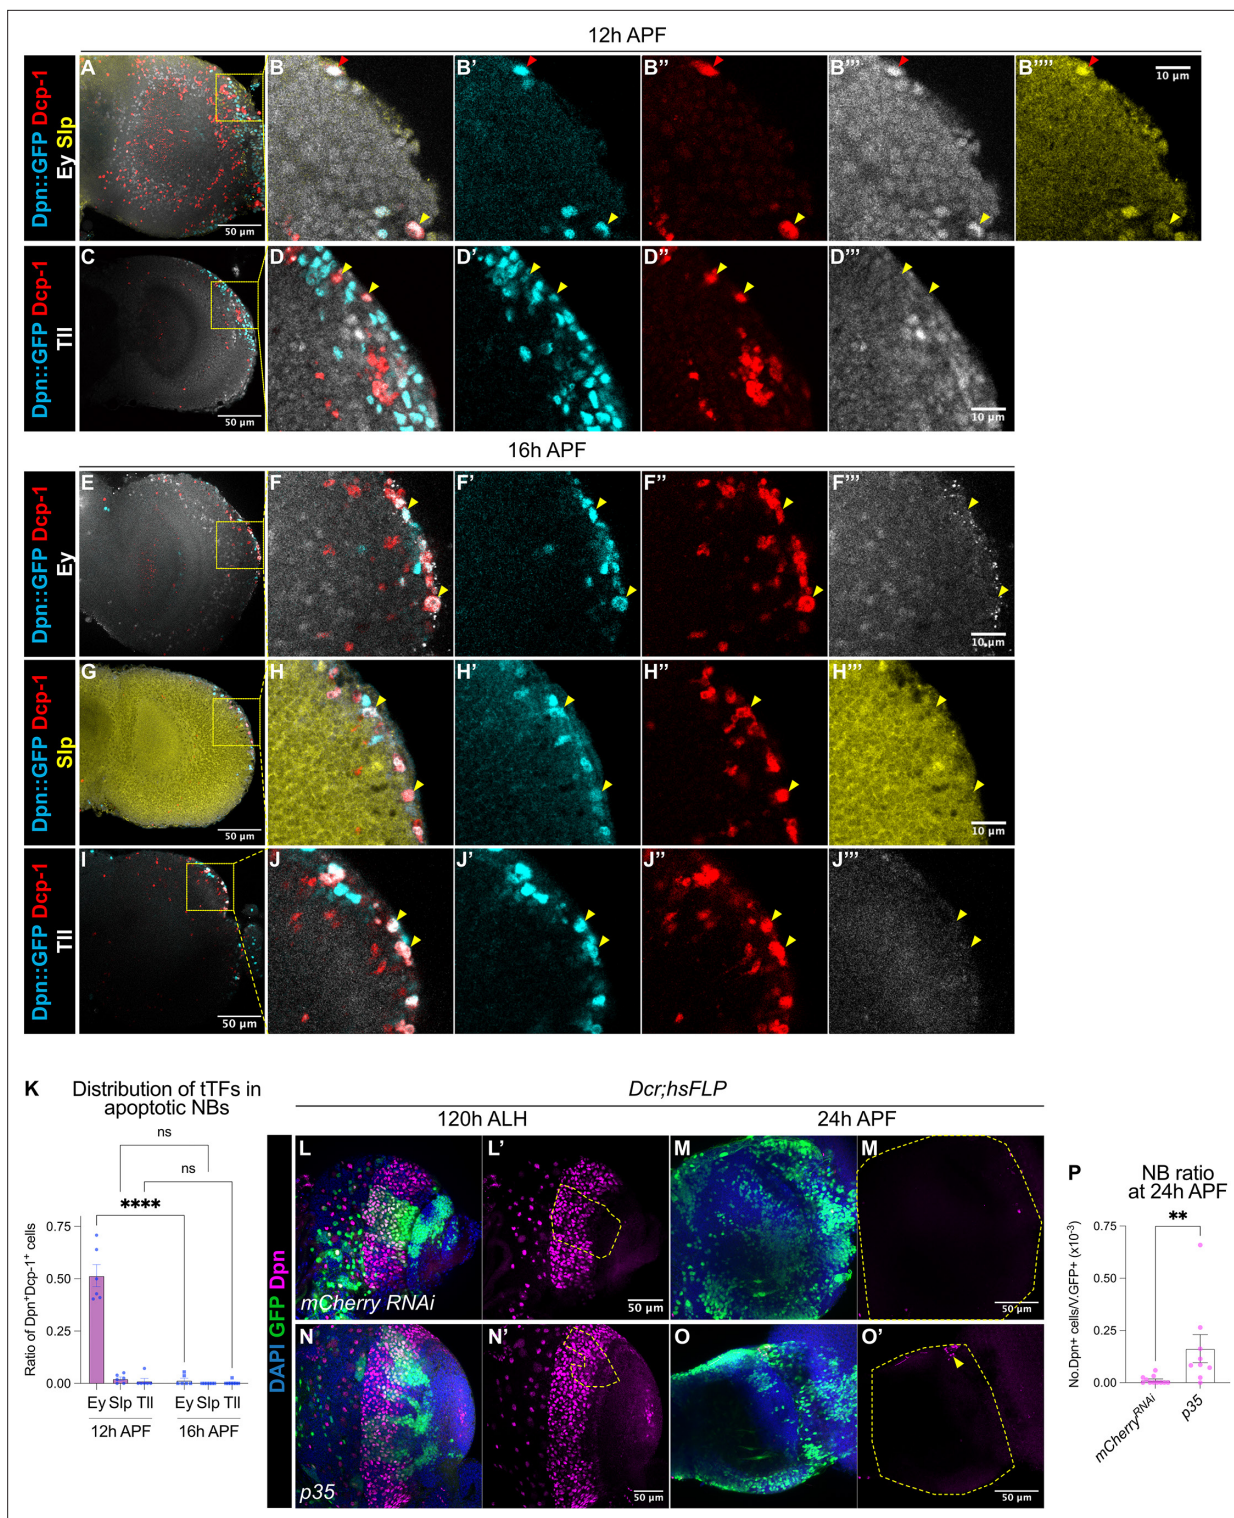 12h APF
Dpn::GFP Dcp-1
Ey Slp
A
50 µm
B
B’
B’’
B’’’
B’’’’
10 µm
Dpn::GFP Dcp-1
Tll
C
50 µm
D
D’
D’’
D’’’
10 µm
16h APF
Dpn::GFP Dcp-1
Ey
E
50 µm
F
F’
F’’
F’’’
10 µm
Dpn::GFP Dcp-1
Slp
G
50 µm
H
H’
H’’
H’’’
10 µm
Dpn::GFP Dcp-1
Tll
I
50 µm
J
J’
J’’
J’’’
K
Distribution of tTFs in
apoptotic NBs
ns
ns
****
Ratio of Dpn⁺Dcp-1⁺ cells
0.75
0.50
0.25
0.00
Ey Slp Tll Ey Slp Tll
12h APF 16h APF
Dcr;hsFLP
120h ALH 24h APF
DAPI GFP Dpn
L
mCherry RNAi
L’
50 µm
M
M’
50 µm
N
p35
N’
50 µm
O
O’
50 µm
P
NB ratio
at 24h APF
**
No.Dpn+ cells/V.GFP+ (x10⁻³)
0.75
0.50
0.25
0.00
mCherryᴿᴺᴬⁱ
p35